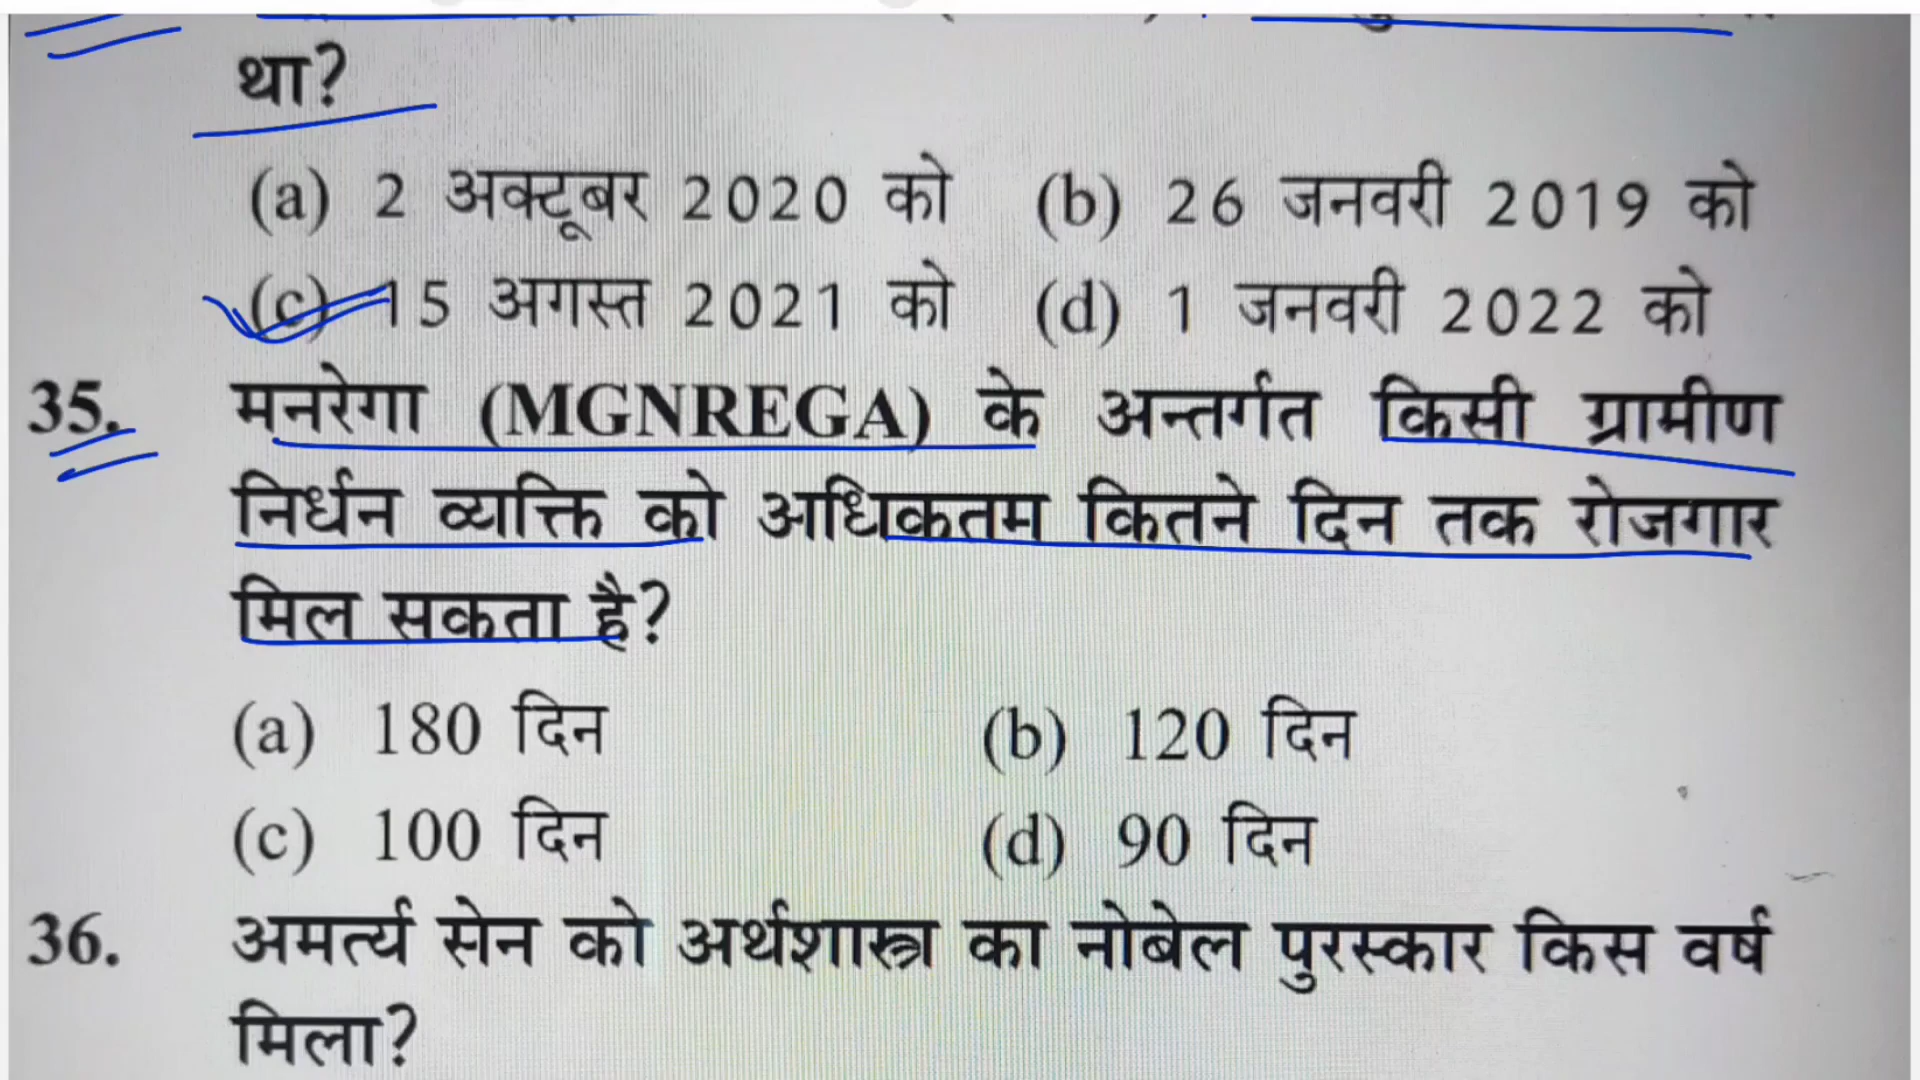 था?
(a) 2 अक्टूबर 2020 को (b) 26 जनवरी 2019 को
(c) 15 अगस्त 2021 को (d) 1 जनवरी 2022 को
35. मनरेगा (MGNREGA) के अन्तर्गत किसी ग्रामीण
निर्धन व्यक्ति को अधिकतम कितने दिन तक रोजगार
मिल सकता है?
(a) 180 दिन (b) 120 दिन
(c) 100 दिन (d) 90 दिन
36. अमर्त्य सेन को अर्थशास्त्र का नोबेल पुरस्कार किस वर्ष
मिला?